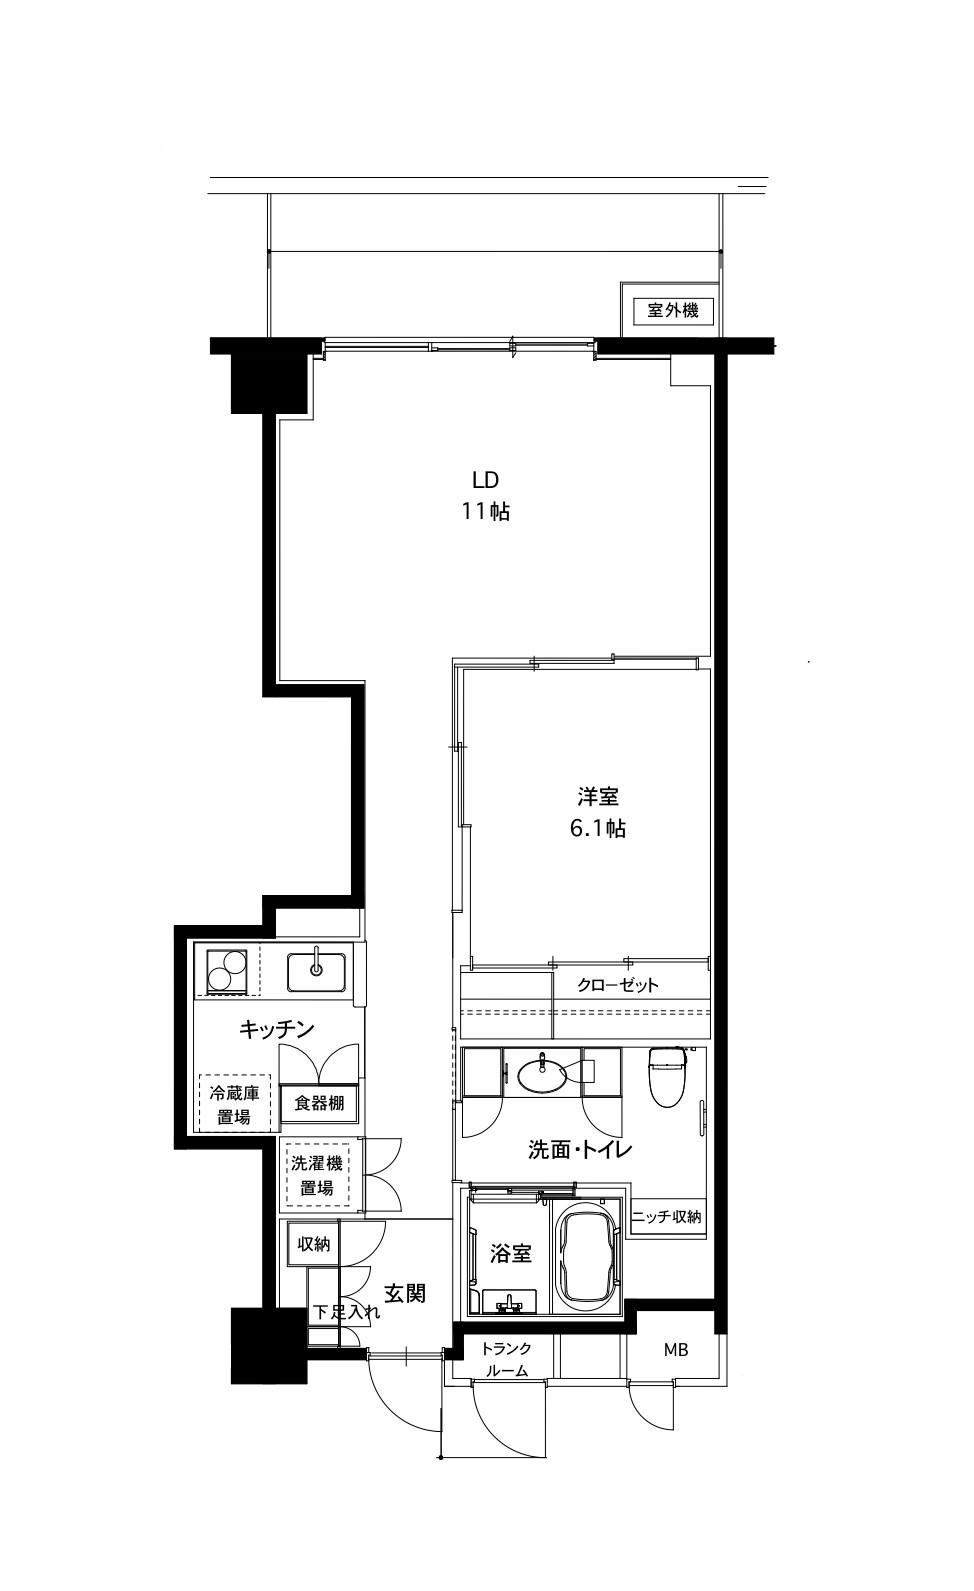 室外機
LD
11帖
洋室
6.1帖
クローゼット
キッチン
冷蔵庫
置場
食器棚
洗面・トイレ
洗濯機
置場
ニッチ収納
収納
浴室
玄関
下足入れ
トランク
ルーム
MB